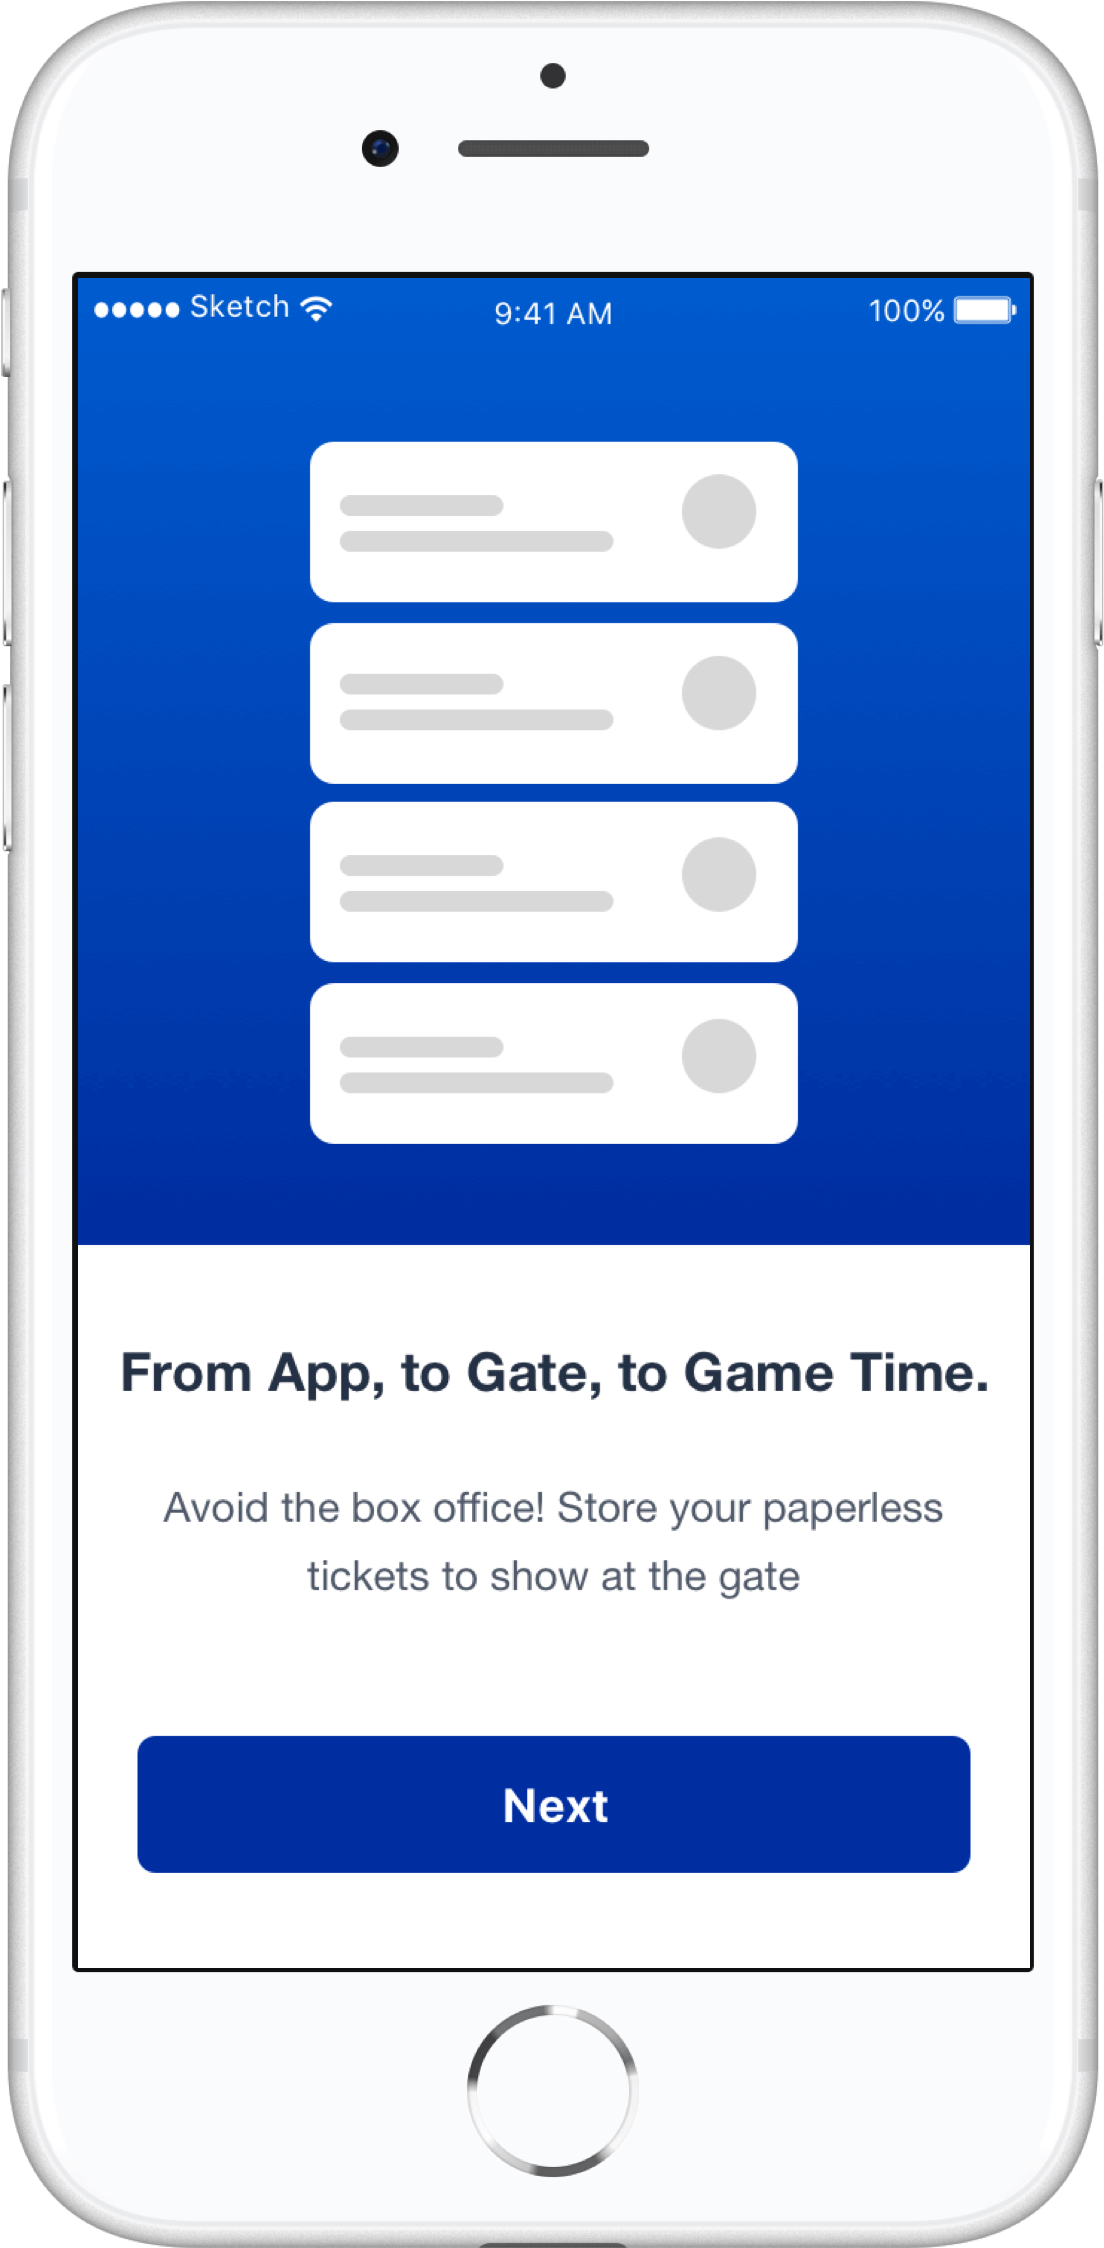 Sketch 9:41 AM 100%
From App, to Gate, to Game Time.
Avoid the box office! Store your paperless
tickets to show at the gate
Next